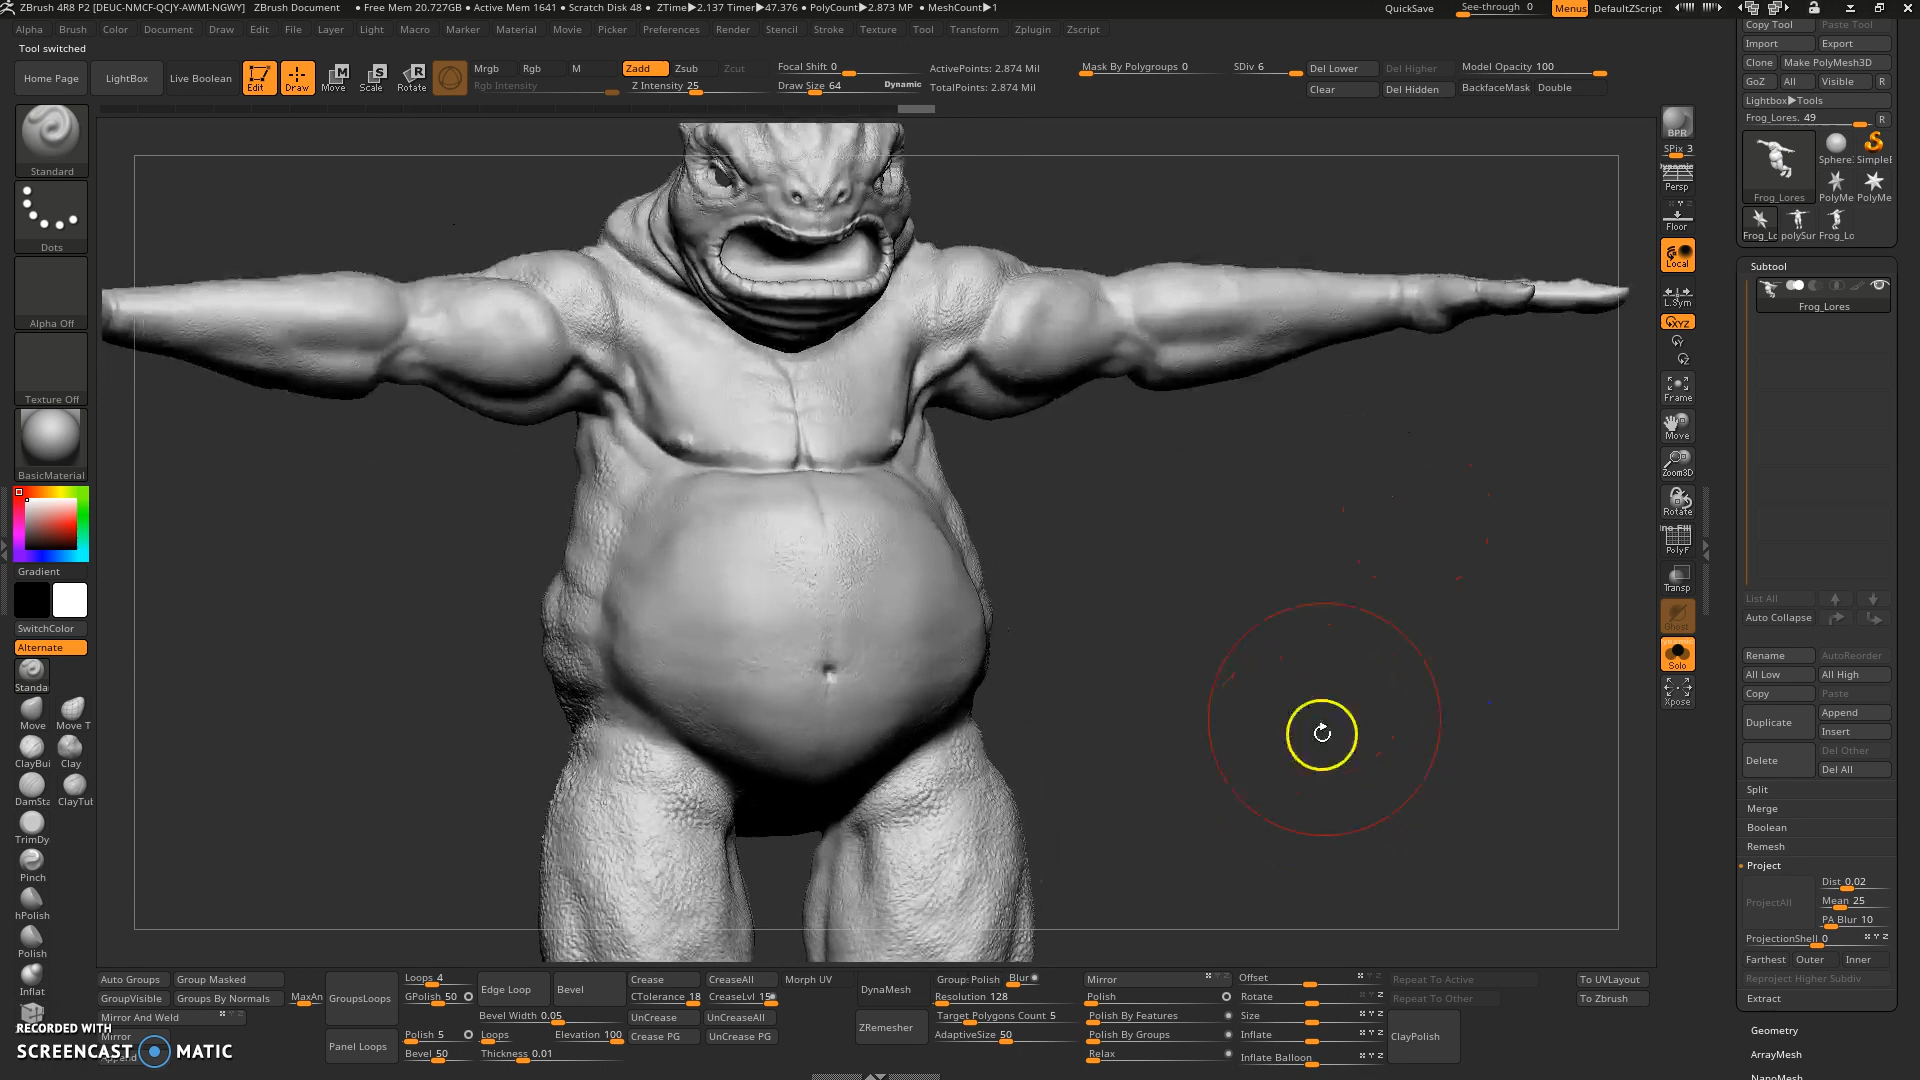 ZBrush 4R8 P2 [DEUC-NMCF-QCJY-AWMI-NGWY] ZBrush Document • Free Mem 20.727GB • Active Mem 1641 • Scratch Disk 48 • ZTime▶2.137 Timer▶47.376 • PolyCount▶2.873 MP • MeshCount▶1 QuickSave See-through 0 Menus DefaultZScript
Alpha Brush Color Document Draw Edit File Layer Light Macro Marker Material Movie Picker Preferences Render Stencil Stroke Texture Tool Transform Zplugin Zscript
Tool switched
Home Page LightBox Live Boolean Edit Draw Move Scale Rotate
Mrgb Rgb M Zadd Zsub Zcut Focal Shift 0 ActivePoints: 2.874 Mil Mask By Polygroups 0 SDiv 6 Del Lower Del Higher Model Opacity 100
Rgb Intensity Z Intensity 25 Draw Size 64 Dynamic TotalPoints: 2.874 Mil Clear Del Hidden BackfaceMask Double
Standard
Dots
Alpha Off
Texture Off
BasicMaterial
Gradient
SwitchColor
Alternate
Standa
Move Move T
ClayBui Clay
DamSta ClayTub
TrimDy
Pinch
hPolish
Polish
Inflat
BPR
SPix 3
Dynamic
Persp
Floor
Local
L.Sym
XYZ
Frame
Move
Zoom3D
Rotate
PolyF
Transp
Ghost
Solo
Xpose
Copy Tool Paste Tool
Import Export
Clone Make PolyMesh3D
GoZ All Visible R
Lightbox▶Tools
Frog_Lores. 49 R
Sphere SimpleB
Frog_Lores PolyMe PolyMe
Frog_Lo polySur Frog_Lo
Subtool
Frog_Lores
List All
Auto Collapse
Rename AutoReorder
All Low All High
Copy Paste
Duplicate Append
Insert
Delete Del Other
Del All
Split
Merge
Boolean
Remesh
Project
ProjectAll Dist 0.02
Mean 25
PA Blur 10
ProjectionShell 0
Farthest Outer Inner
Reproject Higher Subdiv
Extract
Geometry
ArrayMesh
NanoMesh
Auto Groups Group Masked Loops 4 Edge Loop Bevel Crease CreaseAll Morph UV DynaMesh Group: Polish Blur Mirror Offset Repeat To Active To UVLayout
GroupVisible Groups By Normals MaxAn GroupsLoops GPolish 50 CTolerance 18 CreaseLvl 15 Resolution 128 Polish Rotate Repeat To Other To Zbrush
Mirror And Weld Bevel Width 0.05 UnCrease UnCreaseAll ZRemesher Target Polygons Count 5 Polish By Features Size
Mirror Panel Loops Polish 5 Loops Elevation 100 Crease PG UnCrease PG AdaptiveSize 50 Polish By Groups Inflate ClayPolish
Append Bevel 50 Thickness 0.01 Relax Inflate Balloon
RECORDED WITH
SCREENCAST MATIC